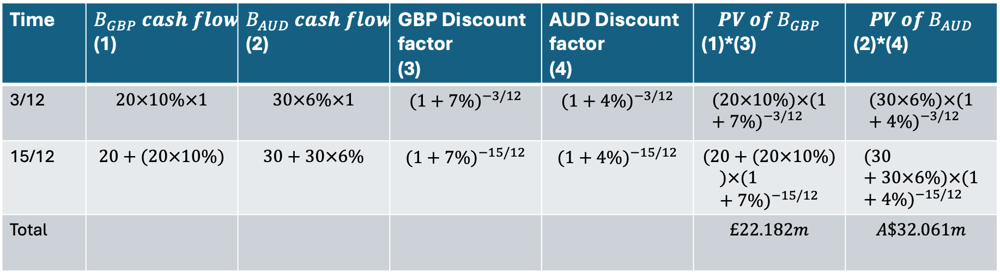 Time
B_GBP cash flow
(1)
B_AUD cash flow
(2)
GBP Discount
factor
(3)
AUD Discount
factor
(4)
PV of B_GBP
(1)*(3)
PV of B_AUD
(2)*(4)
3/12
20×10%×1
30×6%×1
(1 + 7%)^−3/12
(1 + 4%)^−3/12
(20×10%)×(1
+ 7%)^−3/12
(30×6%)×(1
+ 4%)^−3/12
15/12
20 + (20×10%)
30 + 30×6%
(1 + 7%)^−15/12
(1 + 4%)^−15/12
(20 + (20×10%)
)×(1
+ 7%)^−15/12
(30
+ 30×6%)×(1
+ 4%)^−15/12
Total
£22.182m
A$32.061m